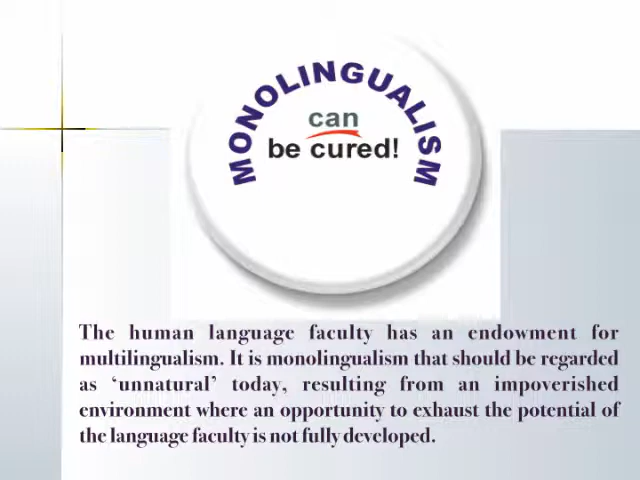 MONOLINGUALISM
can
be cured!
The human language faculty has an endowment for
multilingualism. It is monolingualism that should be regarded
as ‘unnatural’ today, resulting from an impoverished
environment where an opportunity to exhaust the potential of
the language faculty is not fully developed.